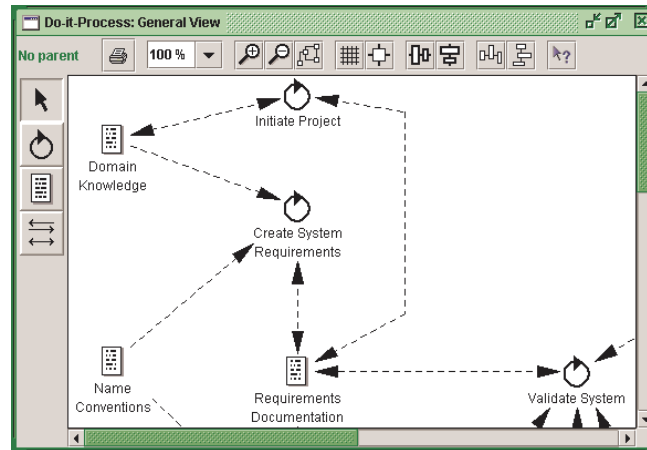 Do-it-Process: General View
No parent
100 %
?
Initiate Project
Domain
Knowledge
Create System
Requirements
Name
Conventions
Requirements
Documentation
Validate System